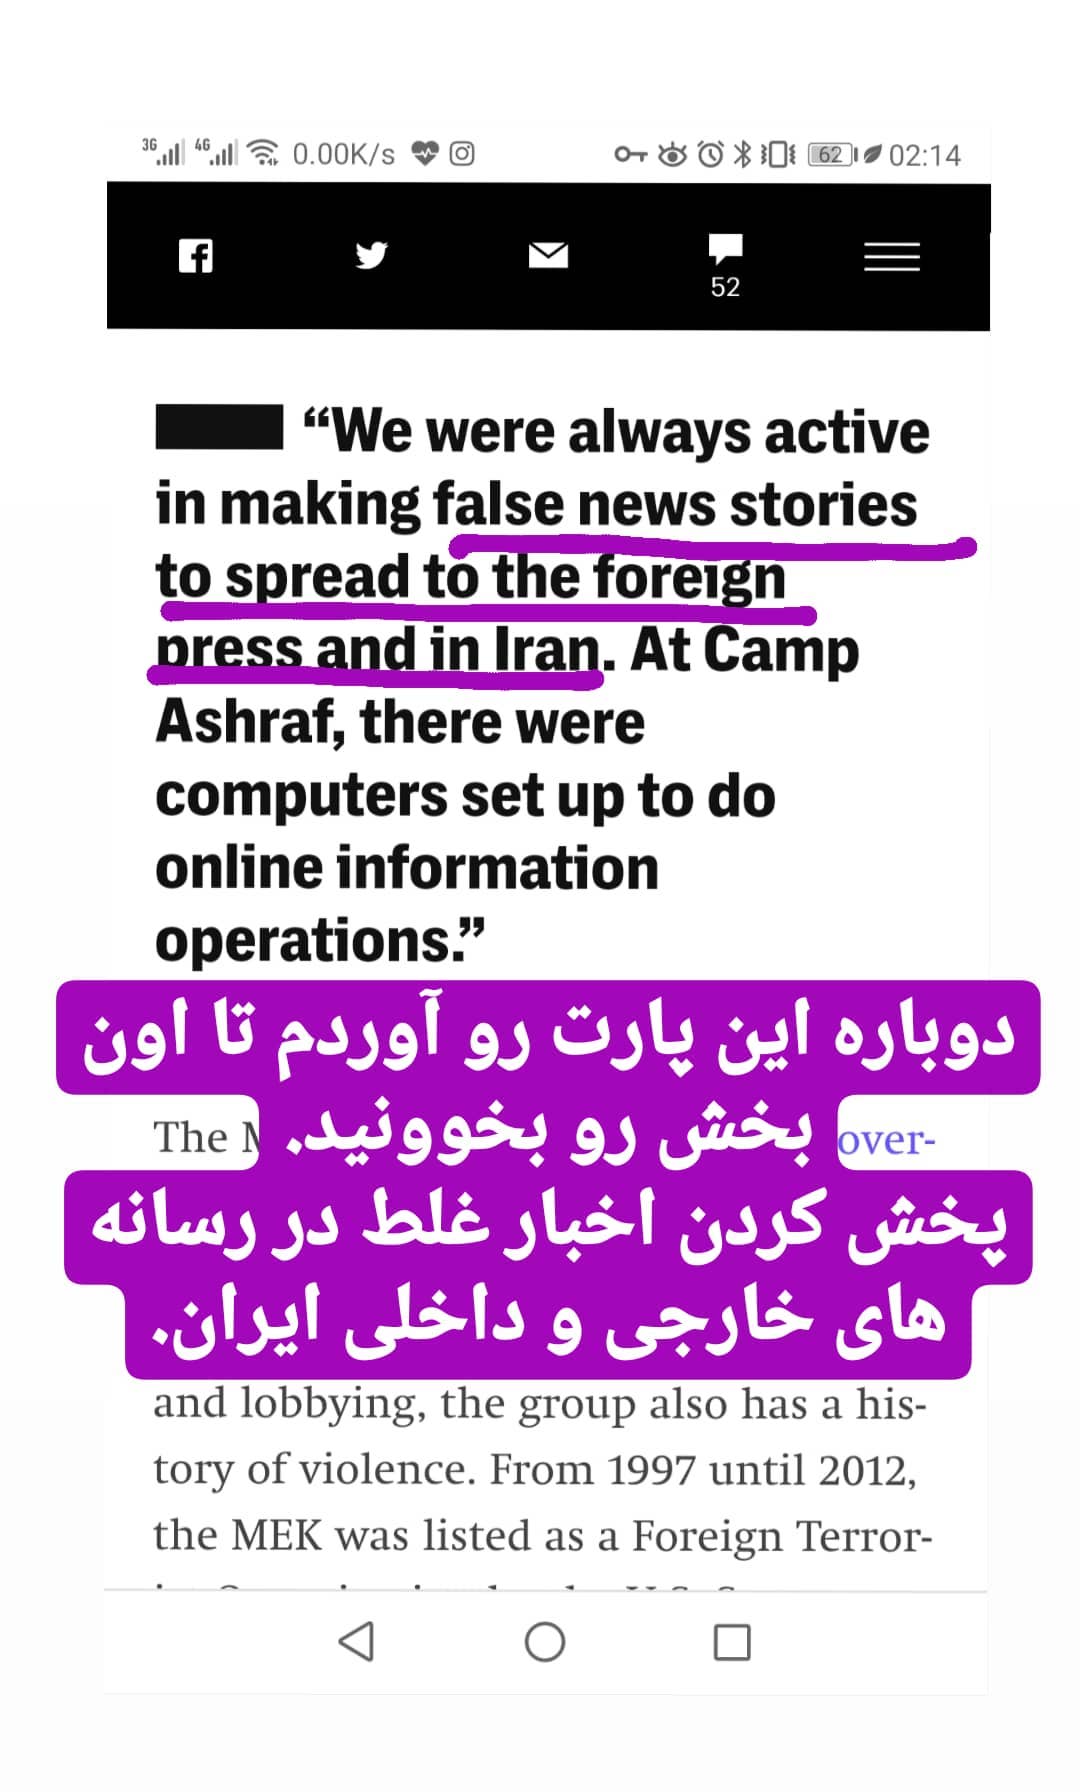 3G 4G 0.00K/s 62 02:14
52
“We were always active
in making false news stories
to spread to the foreign
press and in Iran. At Camp
Ashraf, there were
computers set up to do
online information
operations.”
دوباره این پارت رو آوردم تا اون
The بخش رو بخوونید. over-
پخش کردن اخبار غلط در رسانه
های خارجی و داخلی ایران.
and lobbying, the group also has a his-
tory of violence. From 1997 until 2012,
the MEK was listed as a Foreign Terror-